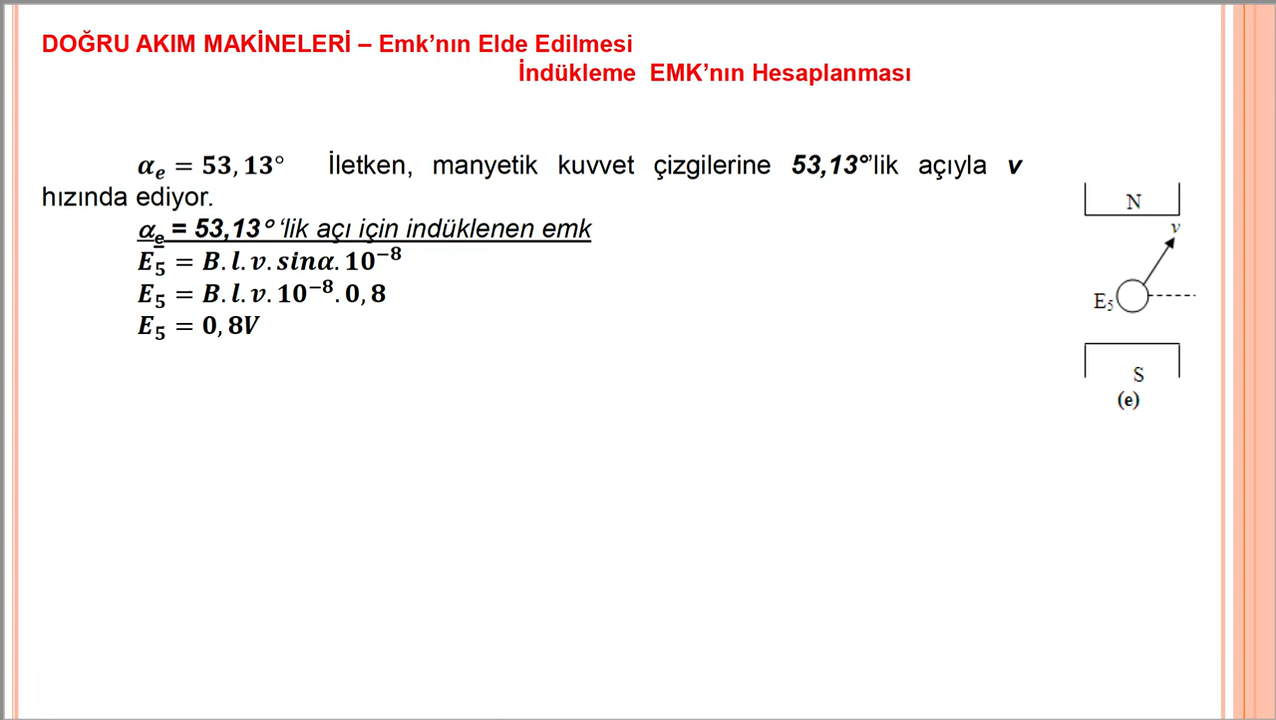 DOĞRU AKIM MAKİNELERİ – Emk’nın Elde Edilmesi
İndükleme EMK’nın Hesaplanması
αₑ = 53, 13° İletken, manyetik kuvvet çizgilerine 53,13°’lik açıyla v
hızında ediyor.
αₑ = 53,13° ‘lik açı için indüklenen emk
E₅ = B. l. v. sinα. 10⁻⁸
E₅ = B. l. v. 10⁻⁸. 0, 8
E₅ = 0, 8V
N
v
E₅
S
(e)